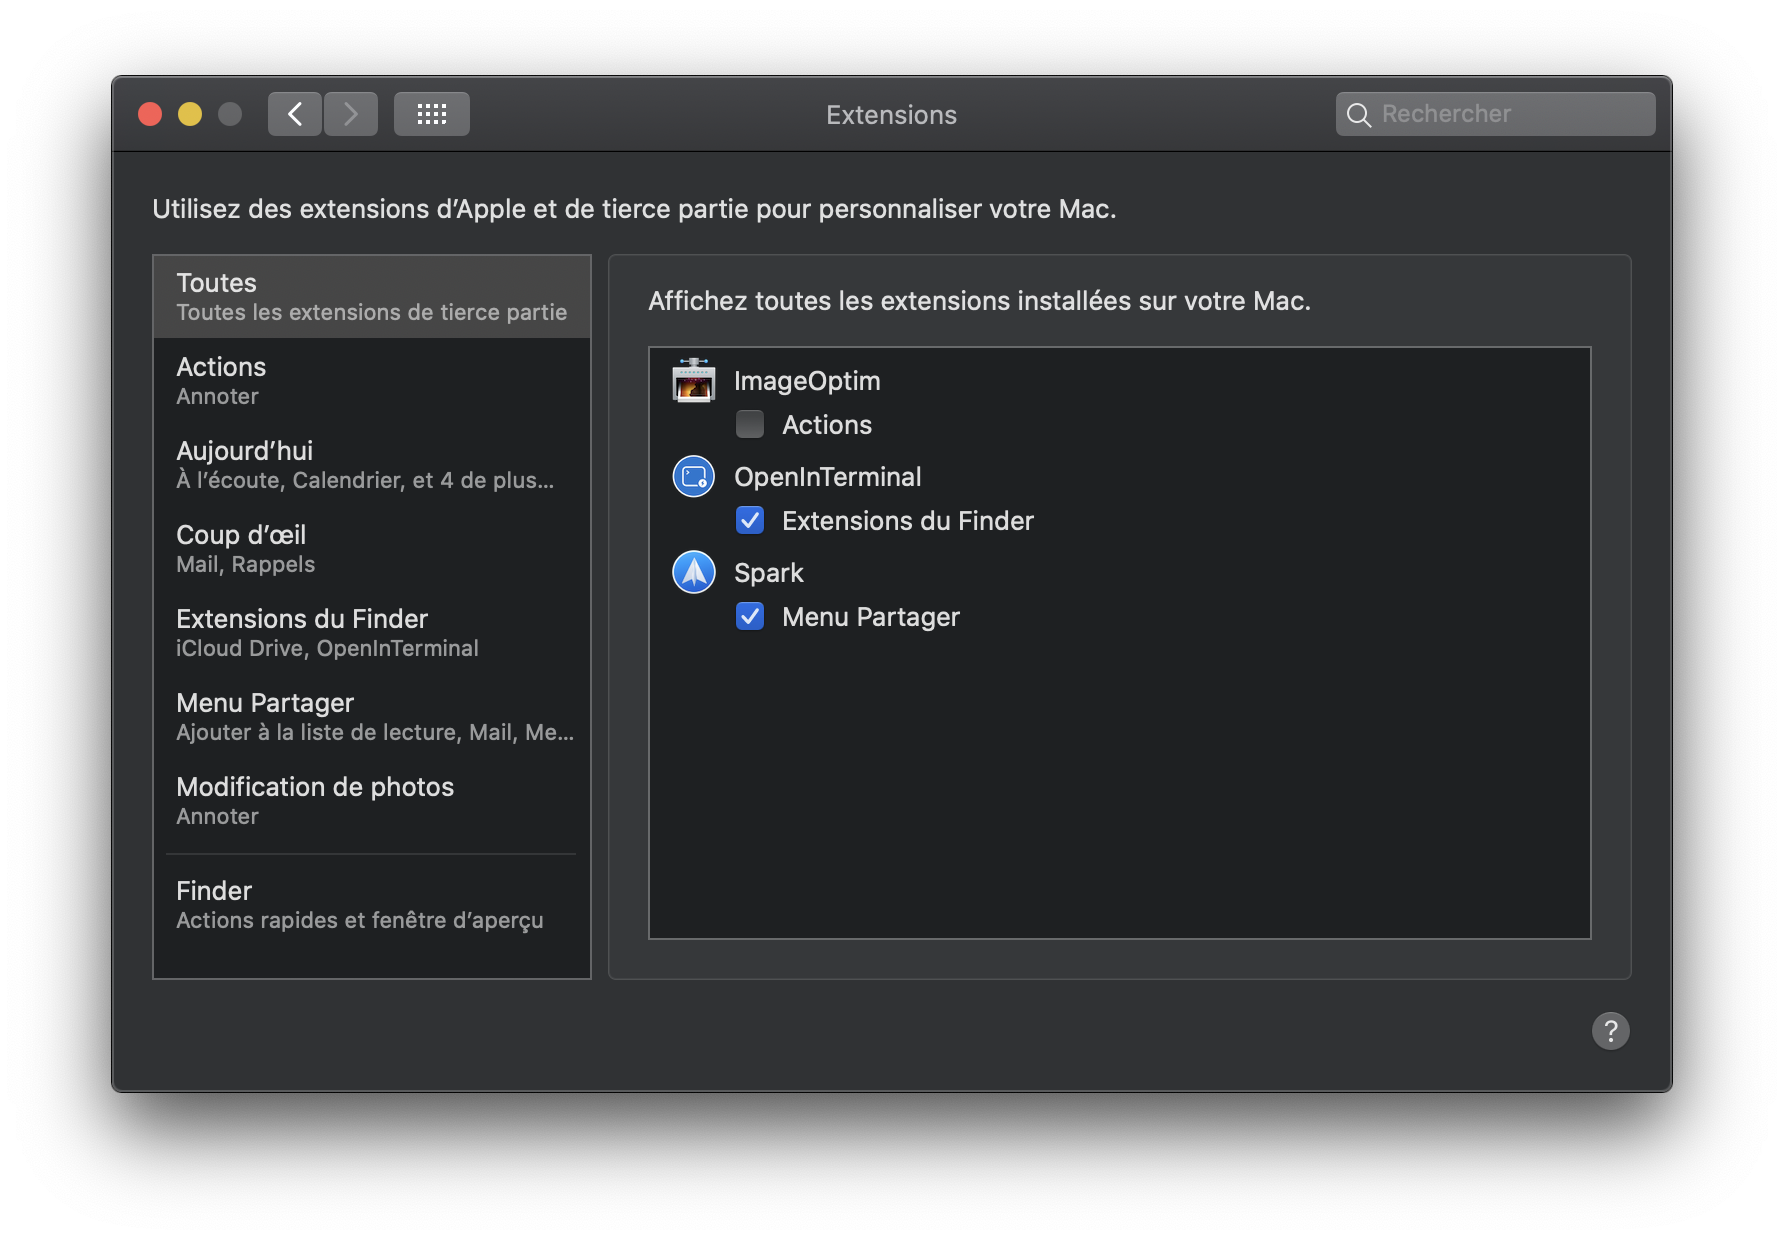 Extensions
Rechercher
Utilisez des extensions d’Apple et de tierce partie pour personnaliser votre Mac.
Toutes
Toutes les extensions de tierce partie
Actions
Annoter
Aujourd’hui
À l’écoute, Calendrier, et 4 de plus...
Coup d’œil
Mail, Rappels
Extensions du Finder
iCloud Drive, OpenInTerminal
Menu Partager
Ajouter à la liste de lecture, Mail, Me...
Modification de photos
Annoter
Finder
Actions rapides et fenêtre d’aperçu
Affichez toutes les extensions installées sur votre Mac.
ImageOptim
Actions
OpenInTerminal
Extensions du Finder
Spark
Menu Partager
?